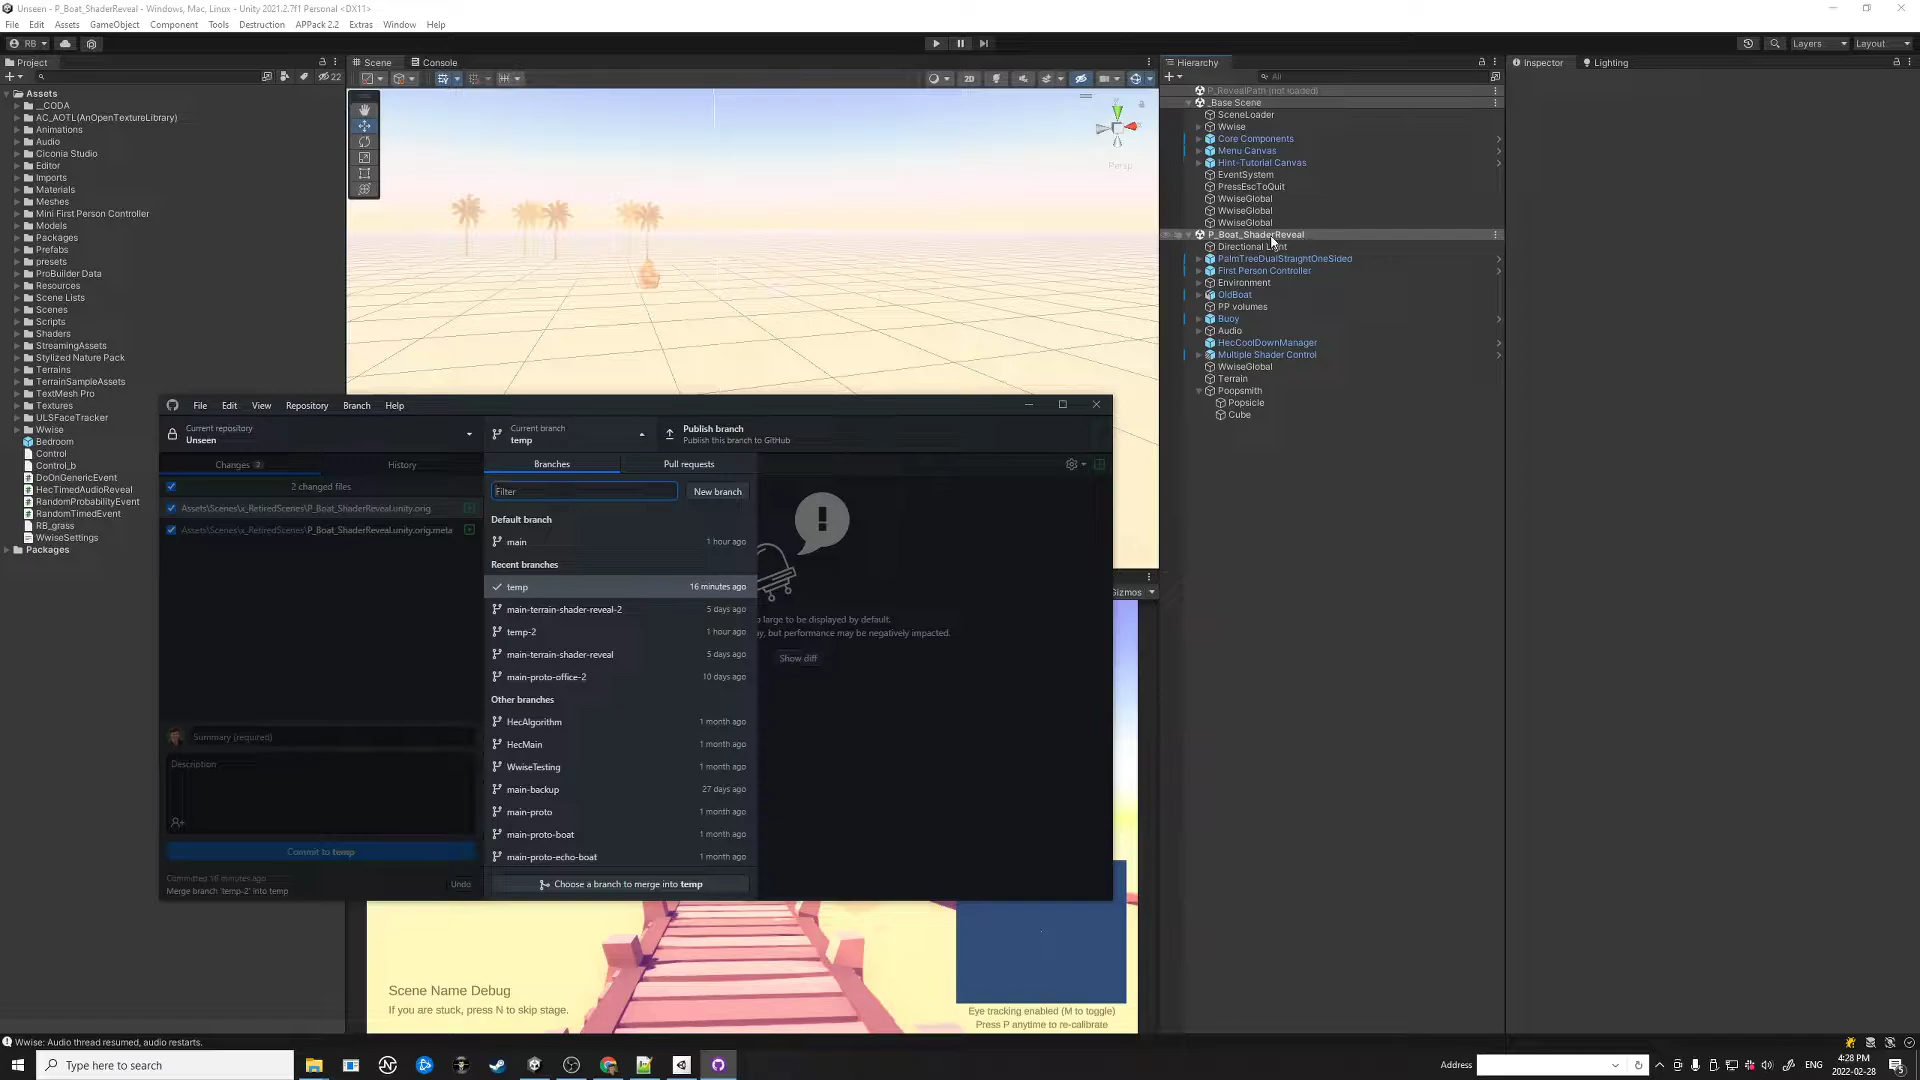 Unseen - P_Boat_ShaderReveal - Windows, Mac, Linux - Unity 2021.2.7f1 Personal <DX11>
File Edit Assets GameObject Component Tools Destruction APPack 2.2 Extras Window Help
RB
Layers
Layout
Project
22
Assets
__CODA
AC_AOTL(AnOpenTextureLibrary)
Animations
Audio
Ciconia Studio
Editor
Imports
Materials
Meshes
Mini First Person Controller
Models
Packages
Prefabs
presets
ProBuilder Data
Resources
Scene Lists
Scenes
Scripts
Shaders
StreamingAssets
Stylized Nature Pack
Terrains
TerrainSampleAssets
TextMesh Pro
Textures
ULSFaceTracker
Wwise
Bedroom
Control
Control_b
DoOnGenericEvent
HecTimedAudioReveal
RandomProbabilityEvent
RandomTimedEvent
RB_grass
WwiseSettings
Packages
Scene Console
2D
Persp
Hierarchy
All
P_RevealPath (not loaded)
_Base Scene
SceneLoader
Wwise
Core Components
Menu Canvas
Hint-Tutorial Canvas
EventSystem
PressEscToQuit
WwiseGlobal
WwiseGlobal
WwiseGlobal
P_Boat_ShaderReveal
Directional Light
PalmTreeDualStraightOneSided
First Person Controller
Environment
OldBoat
PP volumes
Buoy
Audio
HecCoolDownManager
Multiple Shader Control
WwiseGlobal
Terrain
Poopsmith
Popsicle
Cube
Inspector Lighting
File Edit View Repository Branch Help
Current repository
Unseen
Current branch
temp
Publish branch
Publish this branch to GitHub
Changes 2 History
2 changed files
Assets\Scenes\x_RetiredScenes\P_Boat_ShaderReveal.unity.orig
Assets\Scenes\x_RetiredScenes\P_Boat_ShaderReveal.unity.orig.meta
Summary (required)
Description
Commit to temp
Committed 16 minutes ago
Merge branch 'temp-2' into temp
Undo
Branches Pull requests
Filter
New branch
Default branch
main 1 hour ago
Recent branches
temp 16 minutes ago
main-terrain-shader-reveal-2 5 days ago
temp-2 1 hour ago
main-terrain-shader-reveal 5 days ago
main-proto-office-2 10 days ago
Other branches
HecAlgorithm 1 month ago
HecMain 1 month ago
WwiseTesting 1 month ago
main-backup 27 days ago
main-proto 1 month ago
main-proto-boat 1 month ago
main-proto-echo-boat 1 month ago
Choose a branch to merge into temp
large to be displayed by default.
but performance may be negatively impacted.
Show diff
Gizmos
Scene Name Debug
If you are stuck, press N to skip stage.
Eye tracking enabled (M to toggle)
Press P anytime to re-calibrate
Wwise: Audio thread resumed, audio restarts.
Type here to search
Address
ENG
4:28 PM
2022-02-28
5